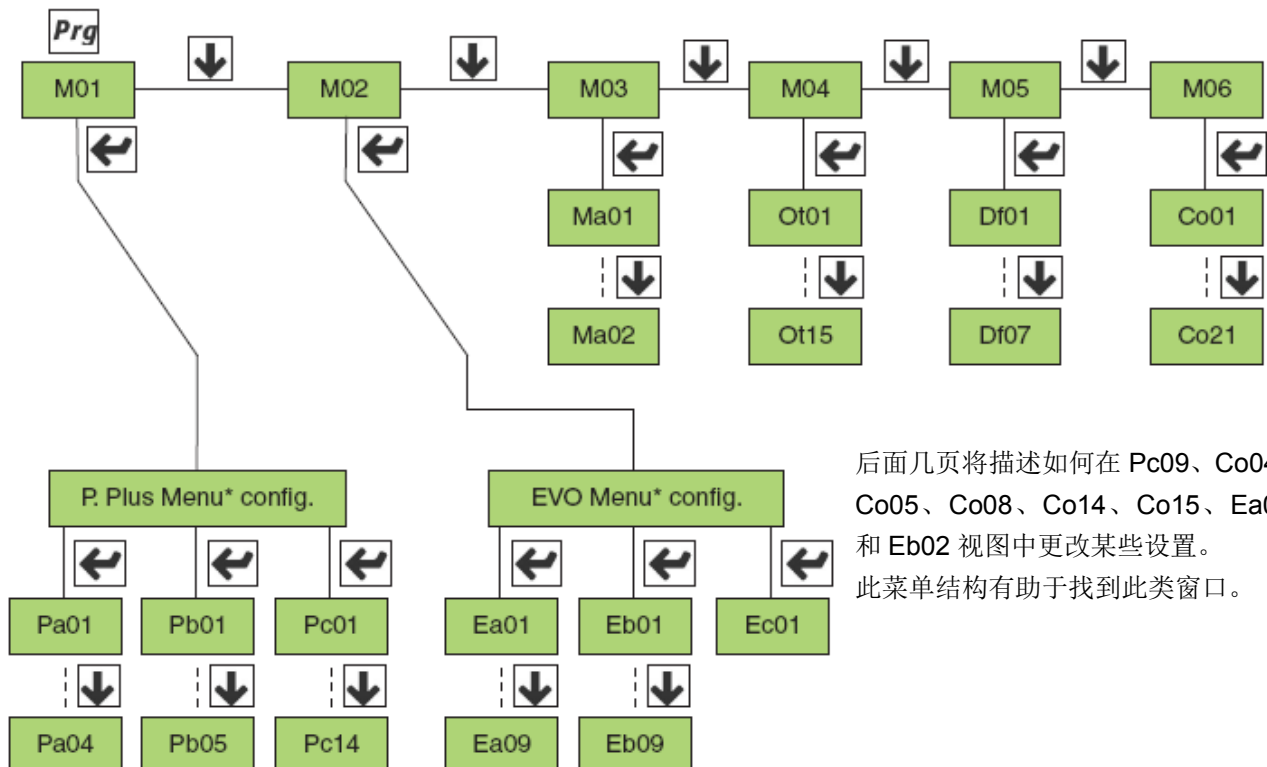 Prg
M01 M02 M03 M04 M05 M06
Ma01 Ot01 Df01 Co01
Ma02 Ot15 Df07 Co21
后面几页将描述如何在 Pc09、Co04
Co05、Co08、Co14、Co15、Ea0
和 Eb02 视图中更改某些设置。
此菜单结构有助于找到此类窗口。
P. Plus Menu* config. EVO Menu* config.
Pa01 Pb01 Pc01 Ea01 Eb01 Ec01
Pa04 Pb05 Pc14 Ea09 Eb09